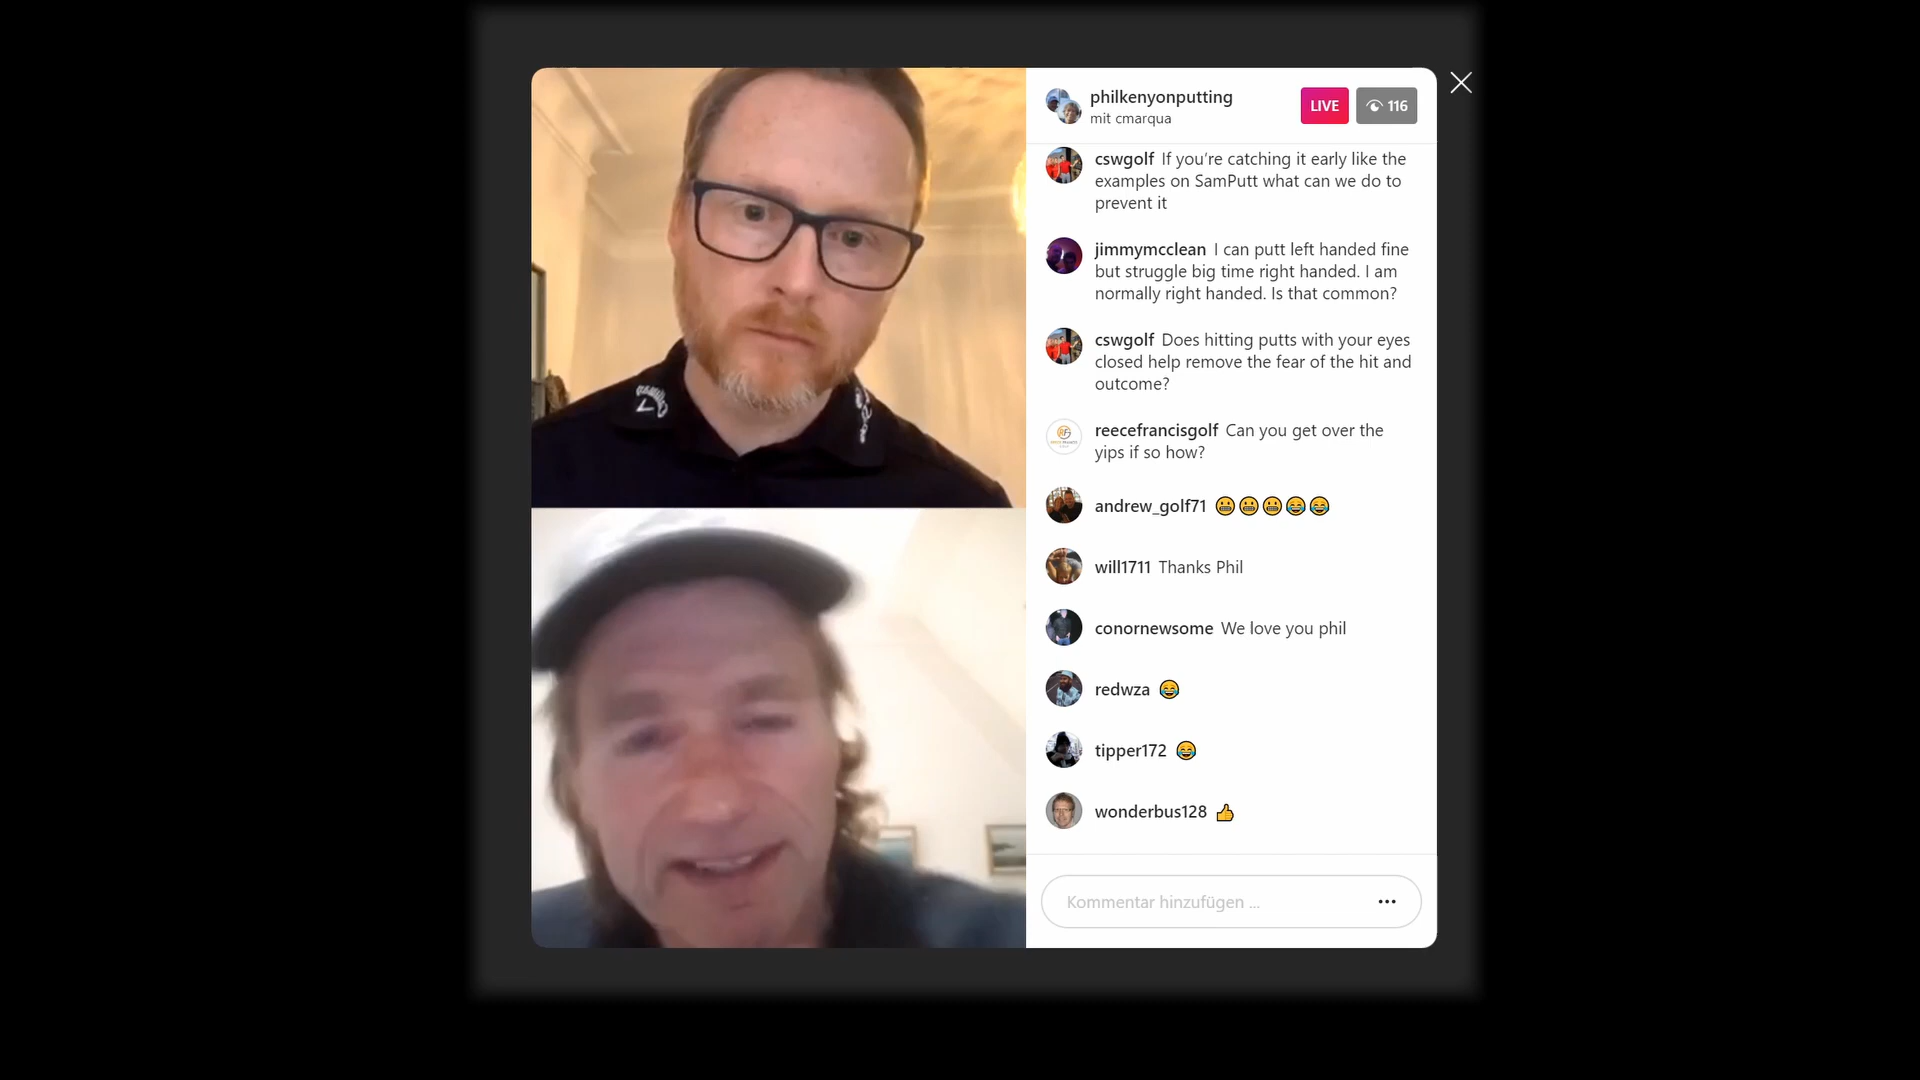 philkenyonputting
mit cmarqua
LIVE
116
cswgolf If you're catching it early like the
examples on SamPutt what can we do to
prevent it
jimmymcclean I can putt left handed fine
but struggle big time right handed. I am
normally right handed. Is that common?
cswgolf Does hitting putts with your eyes
closed help remove the fear of the hit and
outcome?
reecefrancisgolf Can you get over the
yips if so how?
andrew_golf71 😬😬😬😂😂
will1711 Thanks Phil
conornewsome We love you phil
redwza 😂
tipper172 😂
wonderbus128 👍
Kommentar hinzufügen ...